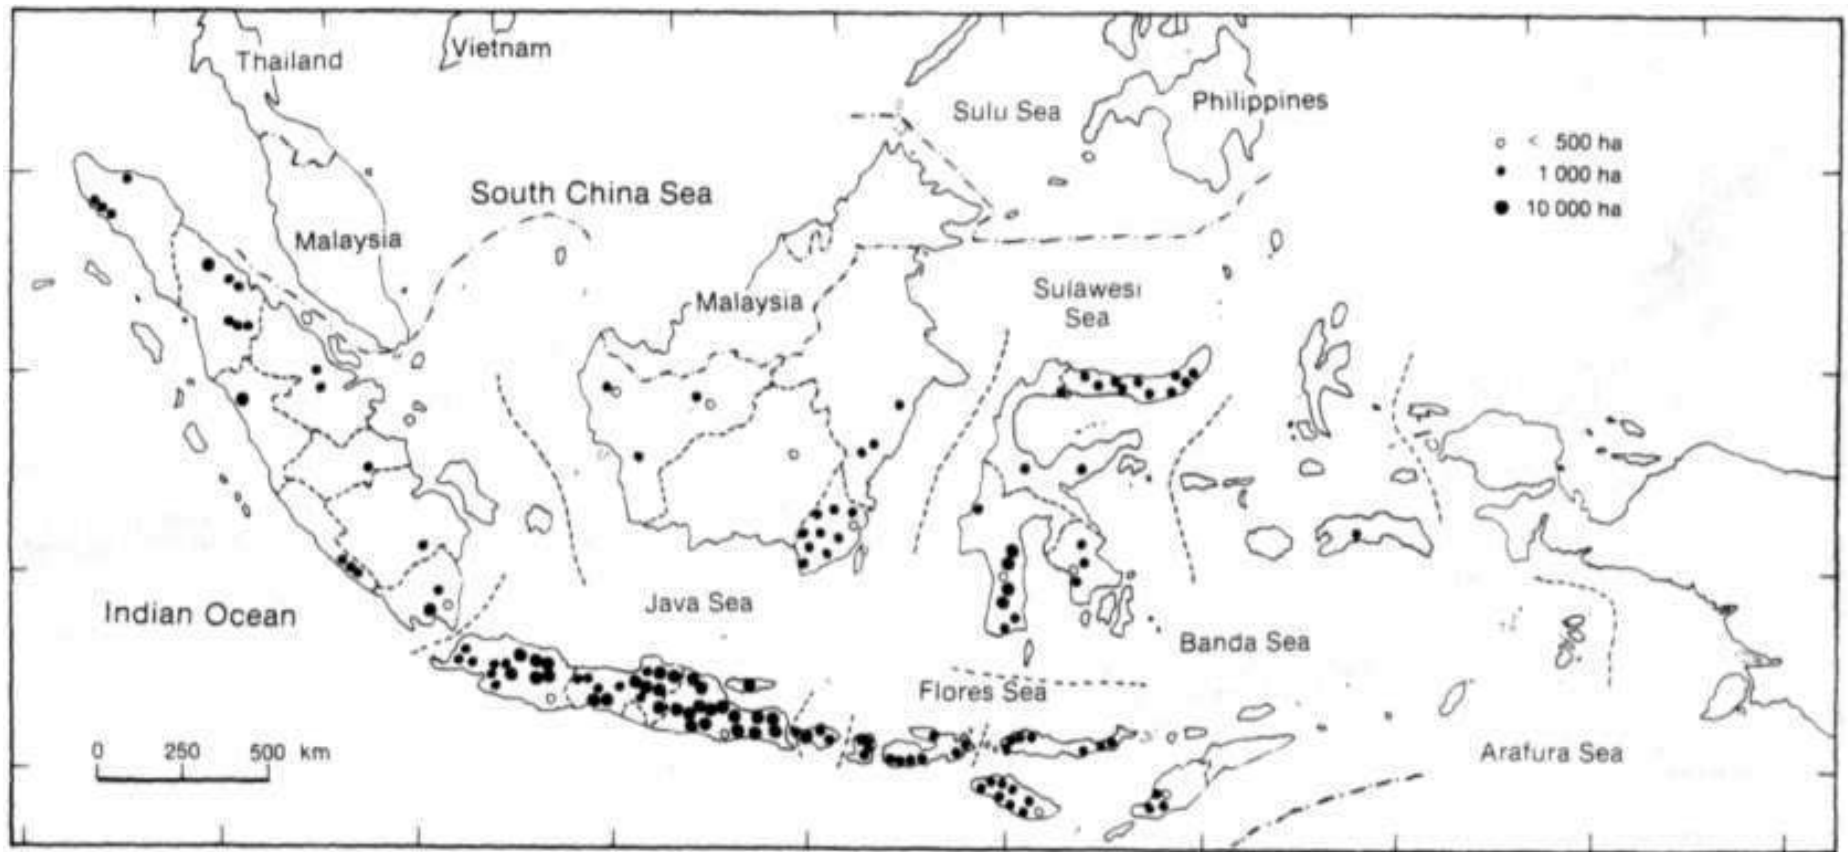 Thailand
Vietnam
Sulu Sea
Philippines
< 500 ha
1 000 ha
10 000 ha
South China Sea
Malaysia
Malaysia
Sulawesi
Sea
Indian Ocean
Java Sea
Banda Sea
Flores Sea
Arafura Sea
0 250 500 km